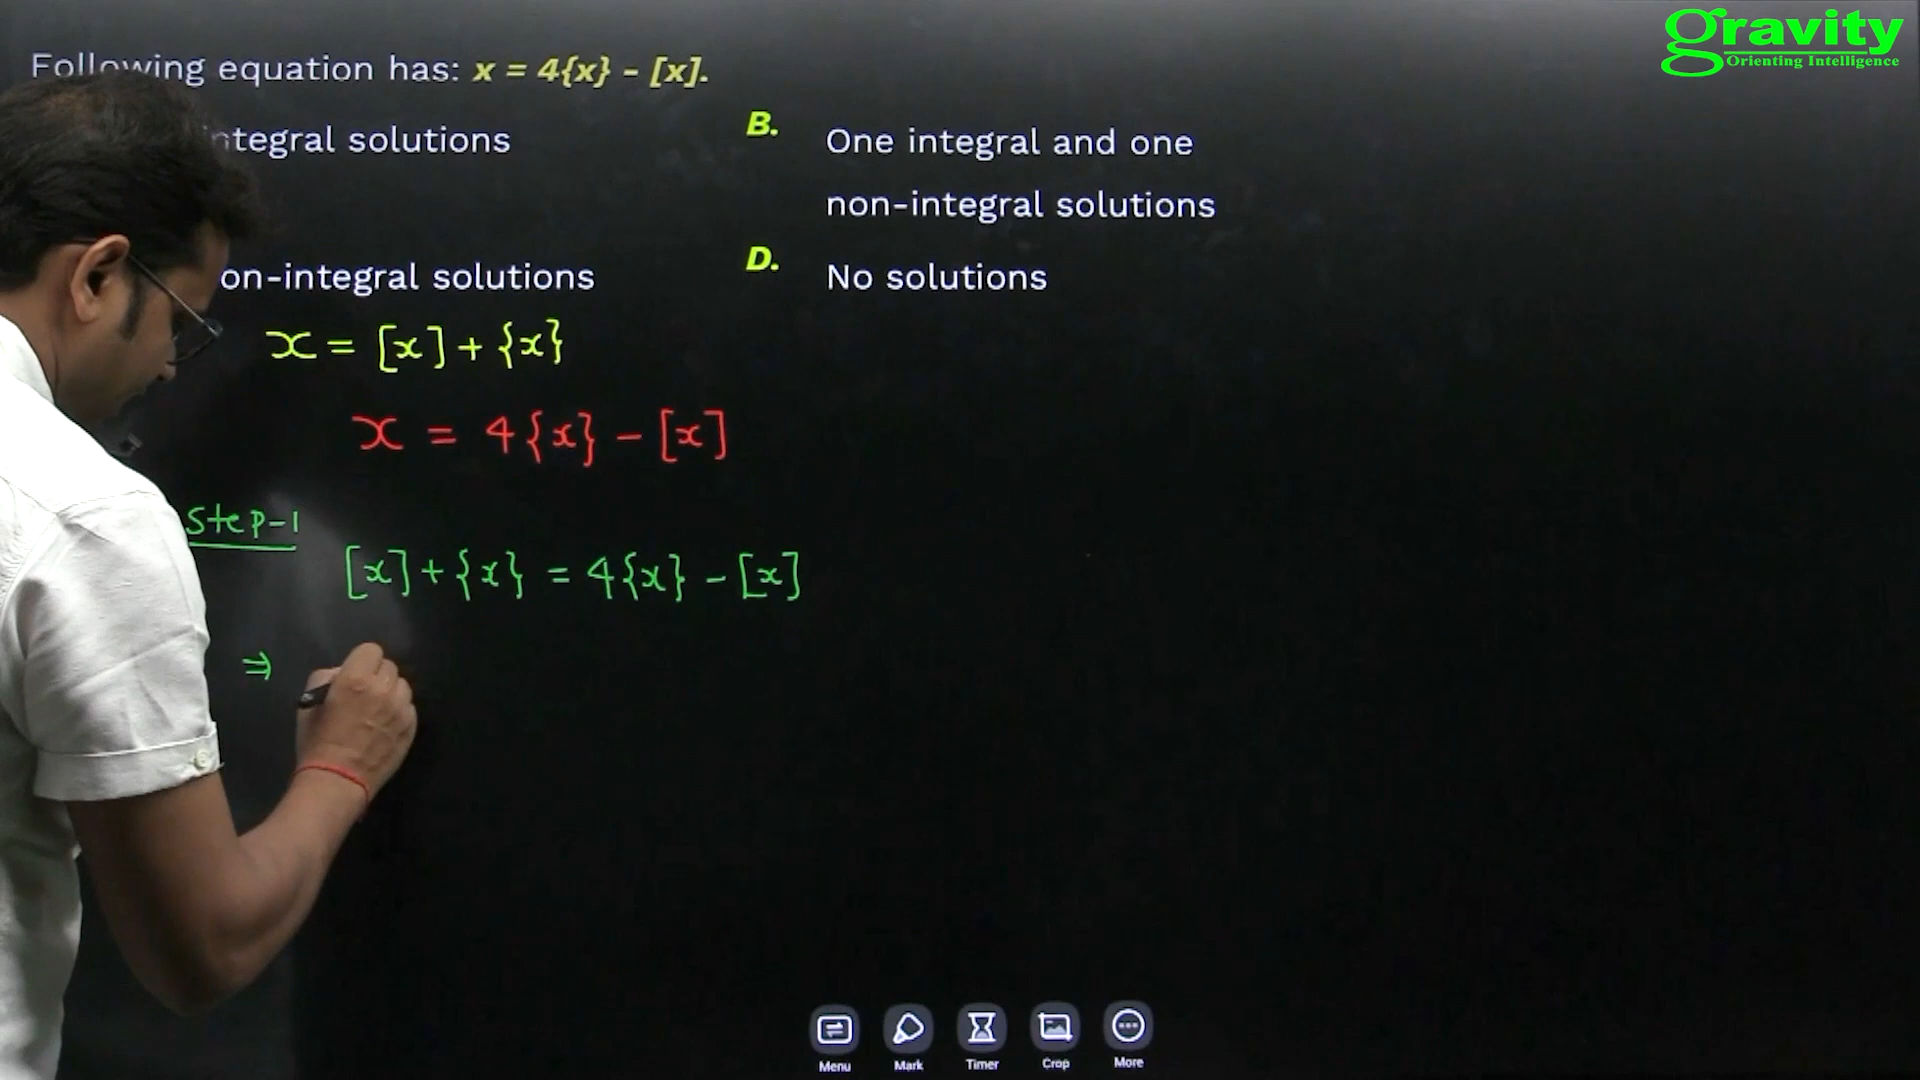 gravity
Orienting Intelligence
Following equation has: x = 4{x} - [x].
integral solutions
B. One integral and one
non-integral solutions
on-integral solutions
D. No solutions
x = [x] + {x}
x = 4{x} - [x]
Step-1
[x] + {x} = 4{x} - [x]
⇒
Menu
Mark
Timer
Crop
More